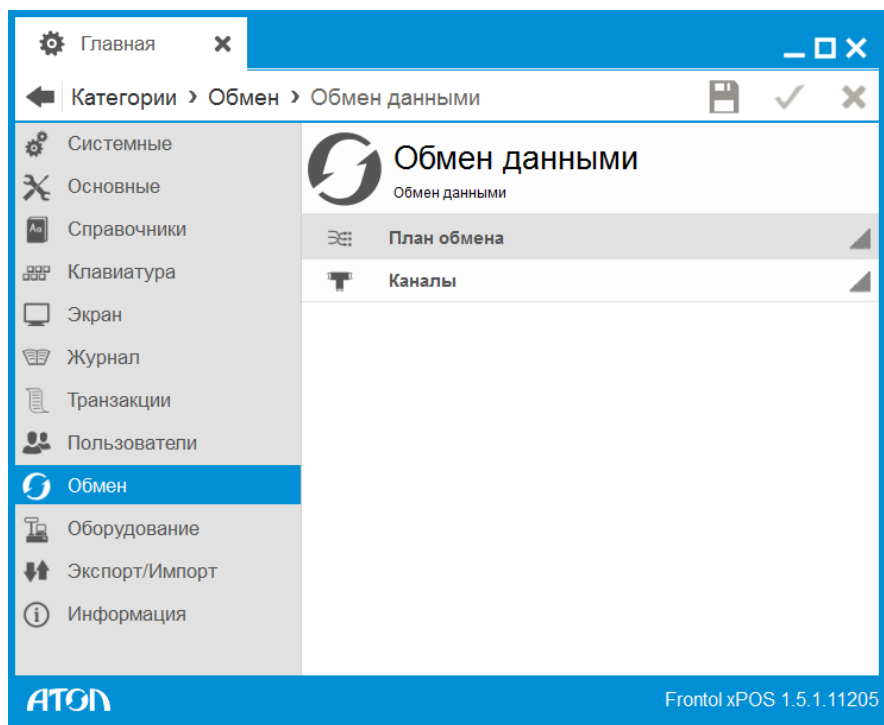 Главная
Категории › Обмен › Обмен данными
Системные
Основные
Справочники
Клавиатура
Экран
Журнал
Транзакции
Пользователи
Обмен
Оборудование
Экспорт/Импорт
Информация
Обмен данными
Обмен данными
План обмена
Каналы
ATOL
Frontol xPOS 1.5.1.11205